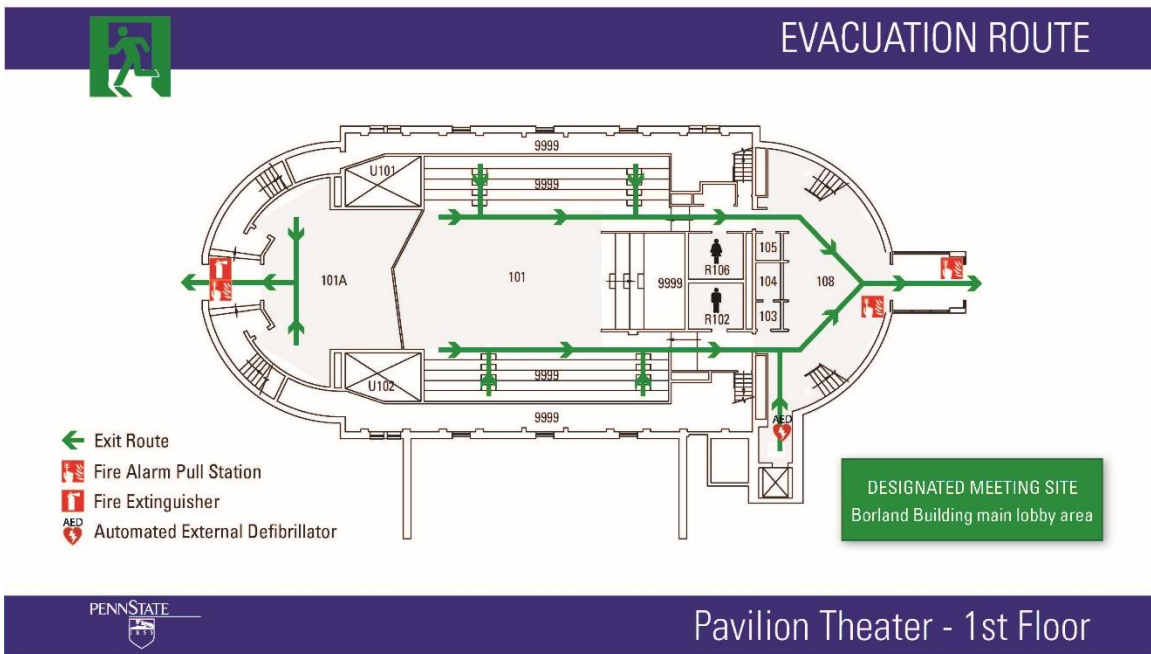 EVACUATION ROUTE
9999
U101
9999
R106
105
101A
101
9999
104
108
R102
103
U102
9999
9999
AED
Exit Route
Fire Alarm Pull Station
Fire Extinguisher
AED
Automated External Defibrillator
DESIGNATED MEETING SITE
Borland Building main lobby area
PENNSTATE
1855
Pavilion Theater - 1st Floor